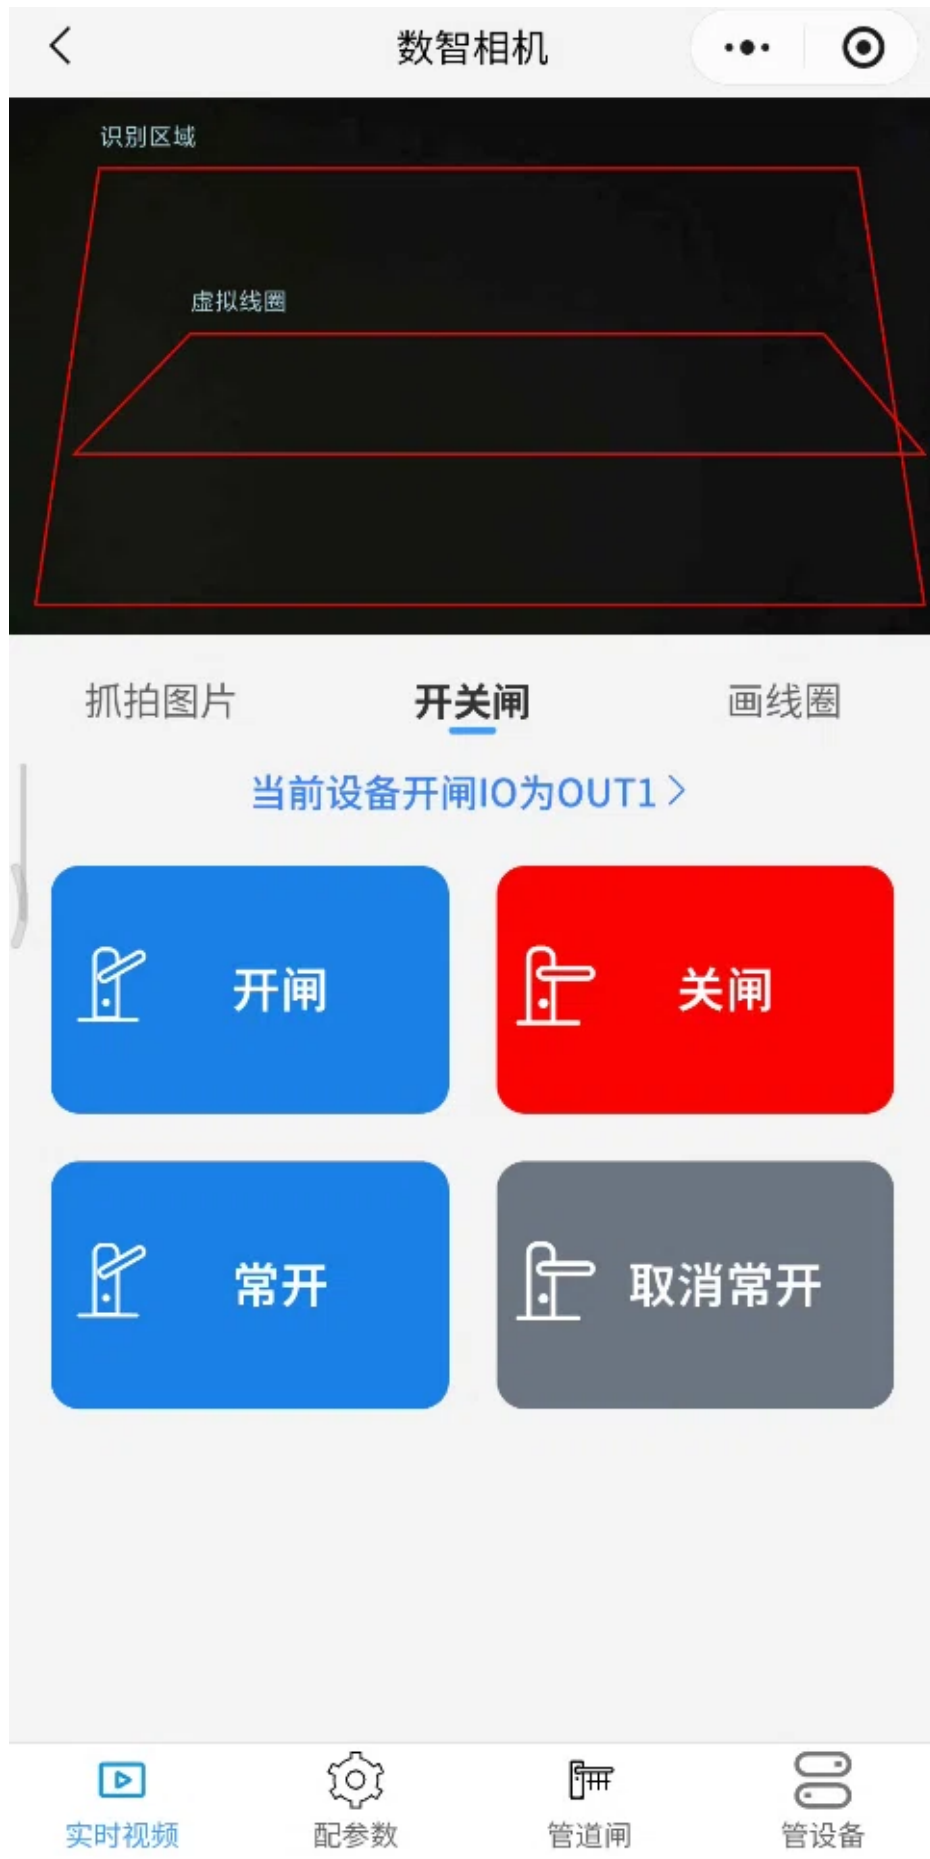 数智相机
识别区域
虚拟线圈
抓拍图片 开关闸 画线圈
当前设备开闸IO为OUT1
开闸 关闸
常开 取消常开
实时视频 配参数 管道闸 管设备